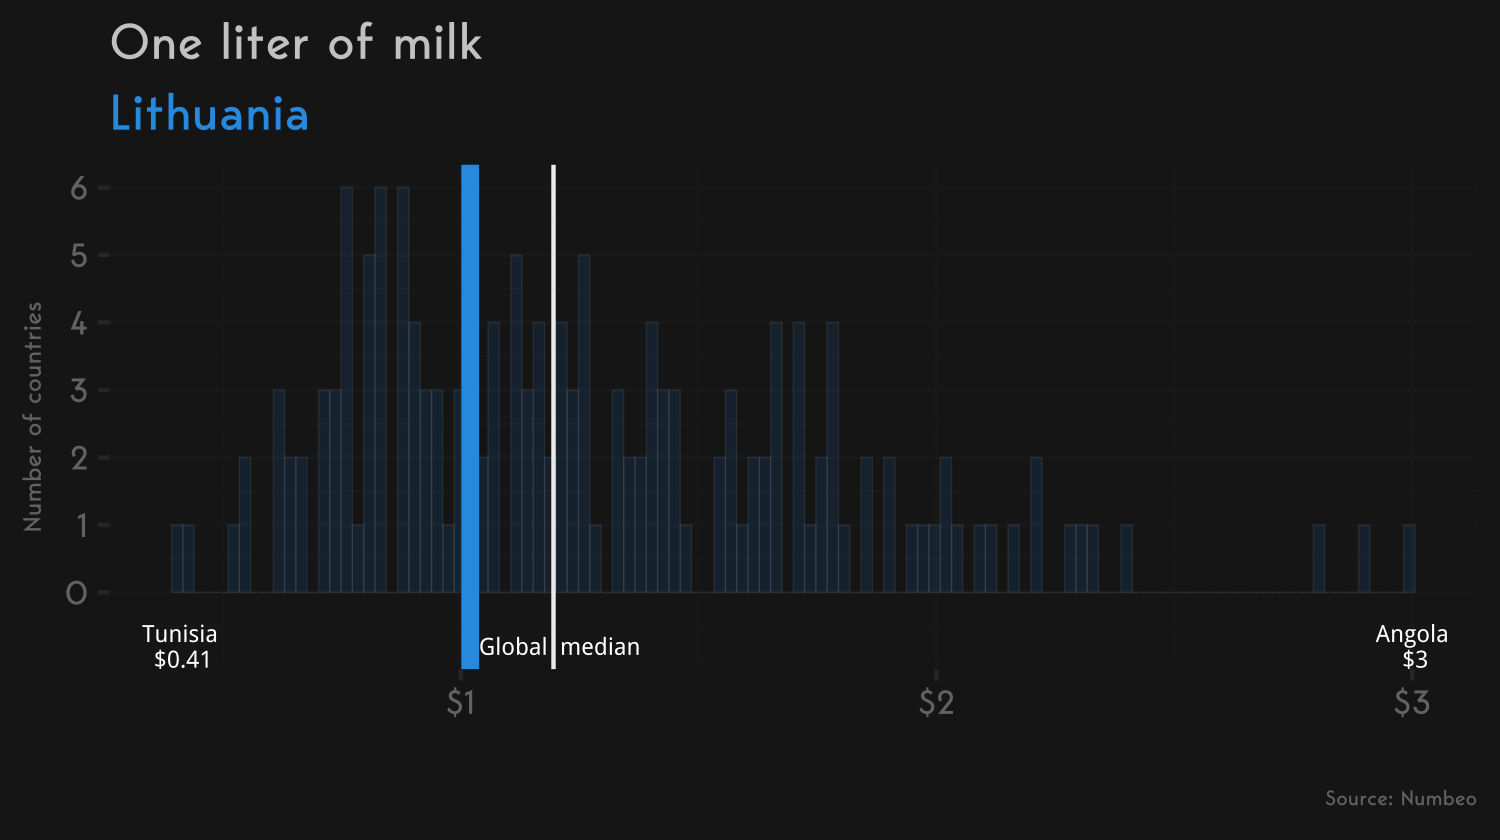 One liter of milk
Lithuania
Number of countries
6
5
4
3
2
1
0
Tunisia
$0.41
Global median
Angola
$3
$1
$2
$3
Source: Numbeo